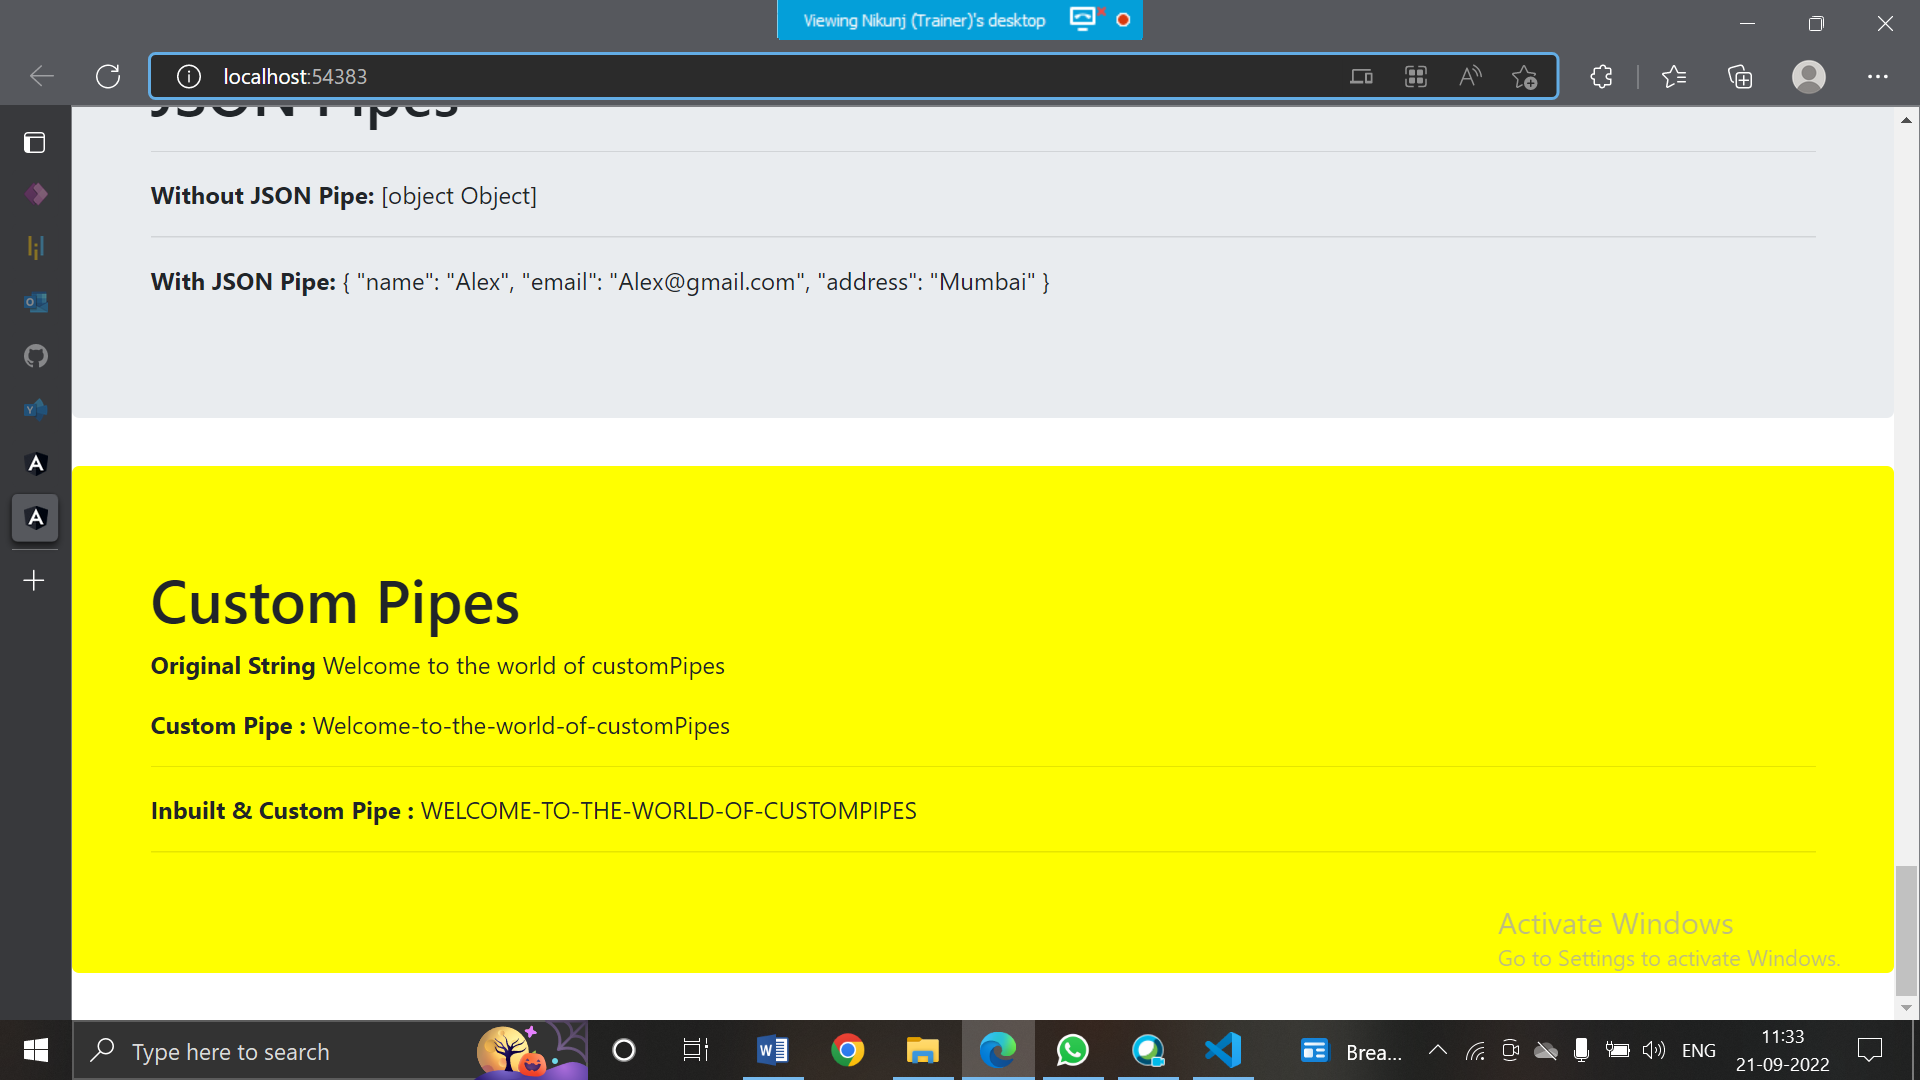 Viewing Nikunj (Trainer)'s desktop
localhost:54383
JSON Pipes
Without JSON Pipe: [object Object]
With JSON Pipe: { "name": "Alex", "email": "Alex@gmail.com", "address": "Mumbai" }
Custom Pipes
Original String Welcome to the world of customPipes
Custom Pipe : Welcome-to-the-world-of-customPipes
Inbuilt & Custom Pipe : WELCOME-TO-THE-WORLD-OF-CUSTOMPIPES
Activate Windows
Go to Settings to activate Windows.
Type here to search
Brea...
ENG
11:33
21-09-2022